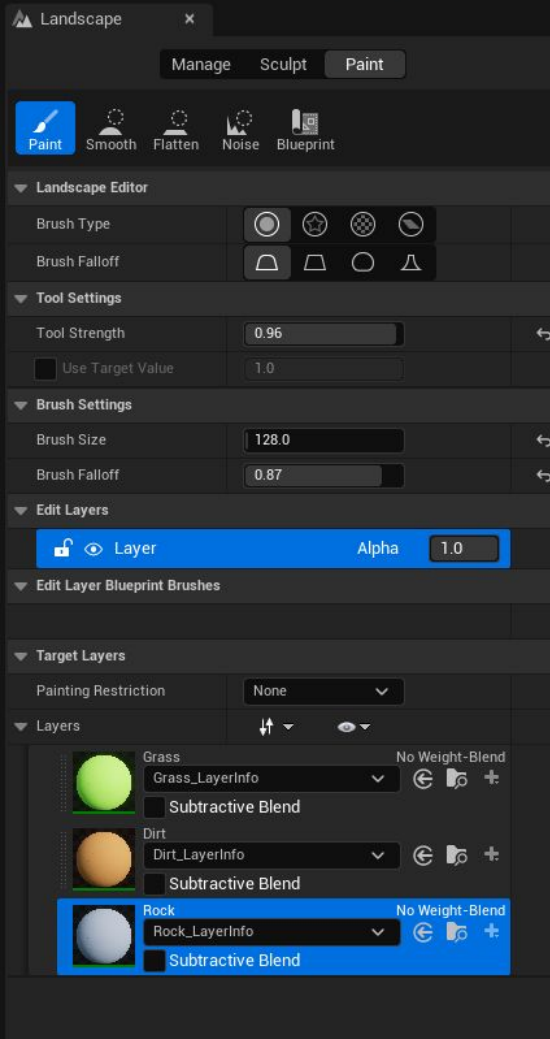 Landscape ×
Manage Sculpt Paint
Paint Smooth Flatten Noise Blueprint
Landscape Editor
Brush Type
Brush Falloff
Tool Settings
Tool Strength 0.96
Use Target Value 1.0
Brush Settings
Brush Size 128.0
Brush Falloff 0.87
Edit Layers
Layer Alpha 1.0
Edit Layer Blueprint Brushes
Target Layers
Painting Restriction None
Layers
Grass No Weight-Blend
Grass_LayerInfo
Subtractive Blend
Dirt
Dirt_LayerInfo
Subtractive Blend
Rock No Weight-Blend
Rock_LayerInfo
Subtractive Blend